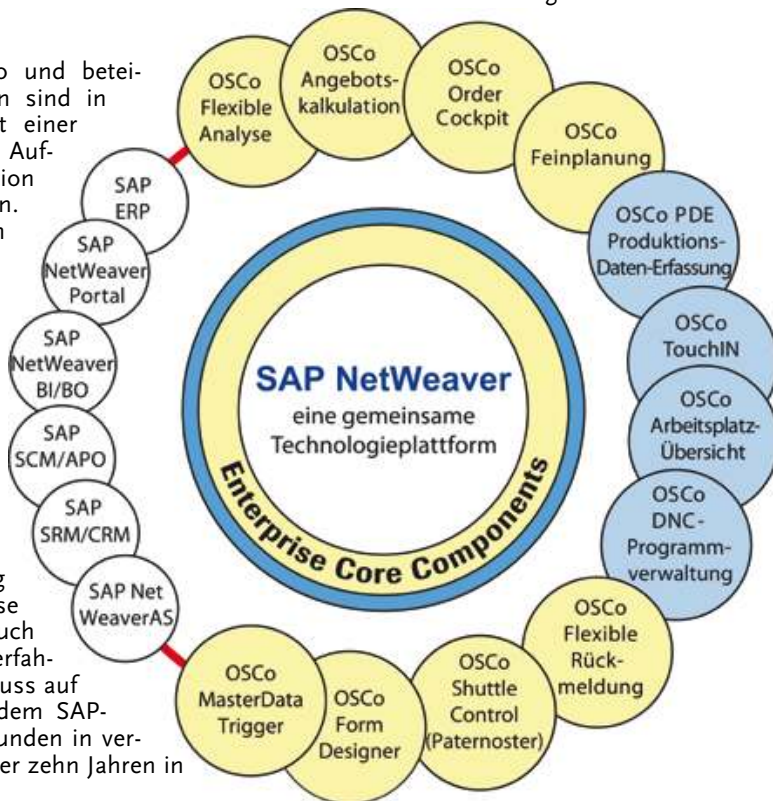 o und betei-
n sind in
t einer
Auf-
ion
n.
OSCo
Flexible
Analyse
OSCo
Angebots-
kalkulation
OSCo
Order
Cockpit
OSCo
Feinplanung
OSCo PDE
Produktions-
Daten-Erfassung
OSCo
TouchIN
OSCo
Arbeitsplatz-
Übersicht
OSCo
DNC-
Programm-
verwaltung
OSCo
Flexible
Rück-
meldung
OSCo
Shuttle
Control
(Paternoster)
OSCo
Form
Designer
OSCo
MasterData
Trigger
SAP Net
WeaverAS
SAP
SRM/CRM
SAP
SCM/APO
SAP
NetWeaver
BI/BO
SAP
NetWeaver
Portal
SAP
ERP
SAP NetWeaver
eine gemeinsame
Technologieplattform
Enterprise Core Components
g
se
uch
erfah-
uss auf
dem SAP-
unden in ver-
er zehn Jahren in